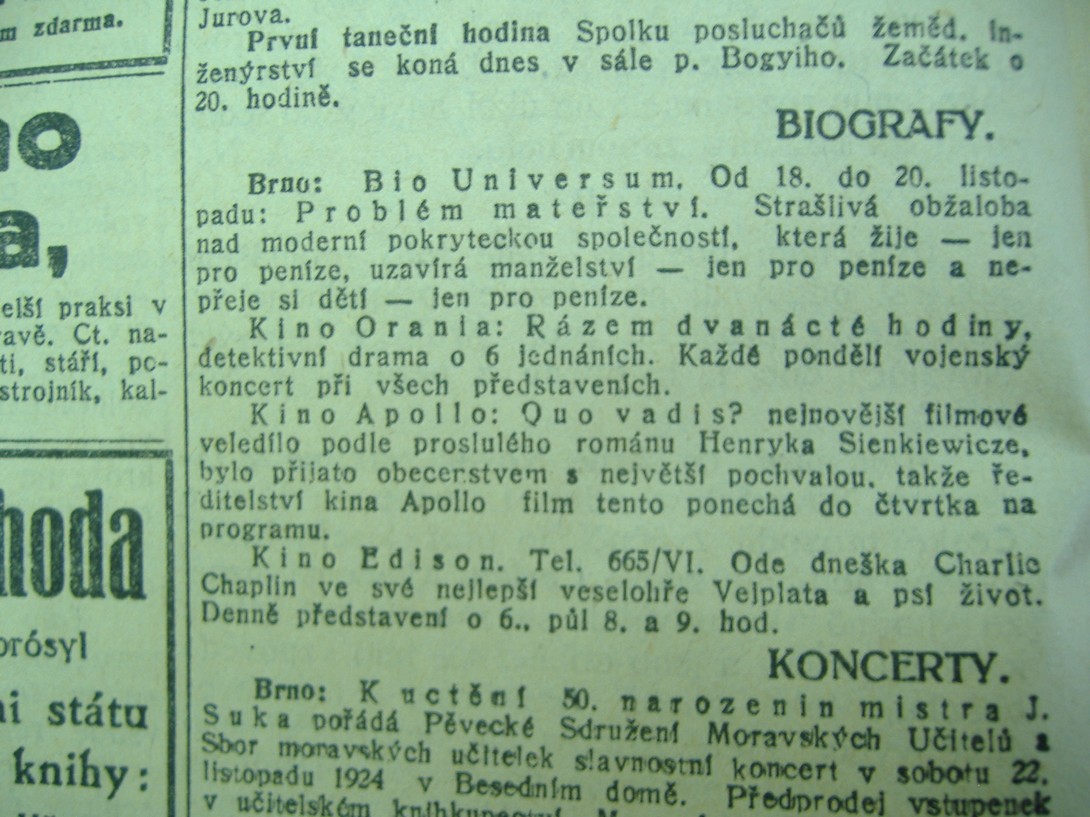 m zdarma.
no
a,
elší praksi v
avě. Ct. na-
ti, stáří, po-
strojník, kal-
hoda
prósyl
ni státu
knihy:
Jurova.
První taneční hodina Spolku posluchačů žeměd. in-
ženýrství se koná dnes v sále p. Bogyiho. Začátek o
20. hodině.
BIOGRAFY.
Brno: Bio Universum. Od 18. do 20. listo-
padu: Problém mateřství. Strašlivá obžaloba
nad moderní pokryteckou společností, která žije — jen
pro peníze, uzavírá manželství — jen pro peníze a ne-
přeje si dětí — jen pro peníze.
Kino Orania: Rázem dvanácté hodiny,
detektivní drama o 6 jednáních. Každé pondělí vojenský
koncert při všech představeních.
Kino Apollo: Quo vadis? nejnovější filmové
veledílo podle proslulého románu Henryka Sienkiewicze,
bylo přijato obecerstvem s největší pochvalou, takže ře-
ditelství kina Apollo film tento ponechá do čtvrtka na
programu.
Kino Edison. Tel. 665/VI. Ode dneška Charlie
Chaplin ve své nejlepší veselohře Velplata a psí život.
Denně představení o 6., půl 8. a 9. hod.
KONCERTY.
Brno: K uctění 50. narozenin mistra J.
Suka pořádá Pěvecké Sdružení Moravských Učitelů a
Sbor moravských učitelek slavnostní koncert v sobotu 22.
listopadu 1924 v Besedním domě. Předprodej vstupenek
v učitelském knihkupectví